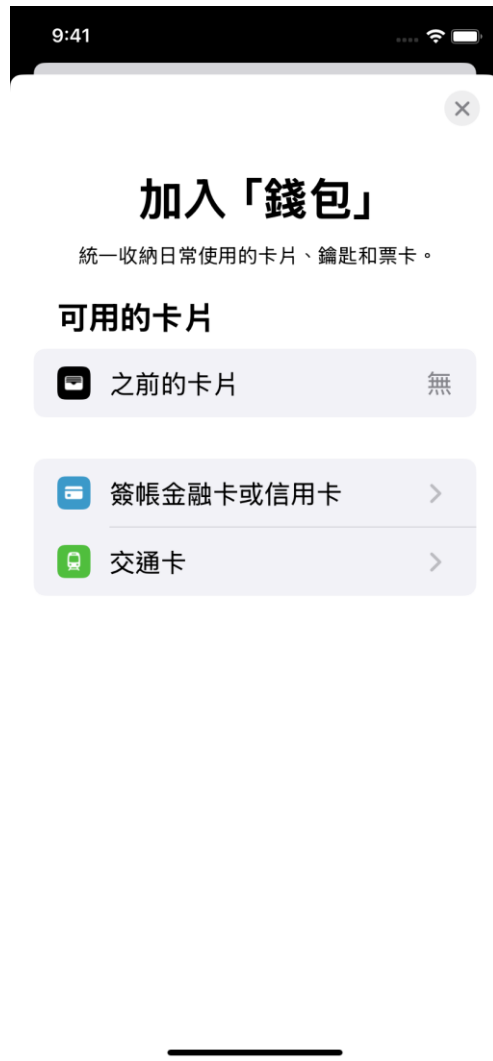 9:41
加入「錢包」
統一收納日常使用的卡片、鑰匙和票卡。
可用的卡片
之前的卡片 無
簽帳金融卡或信用卡
交通卡